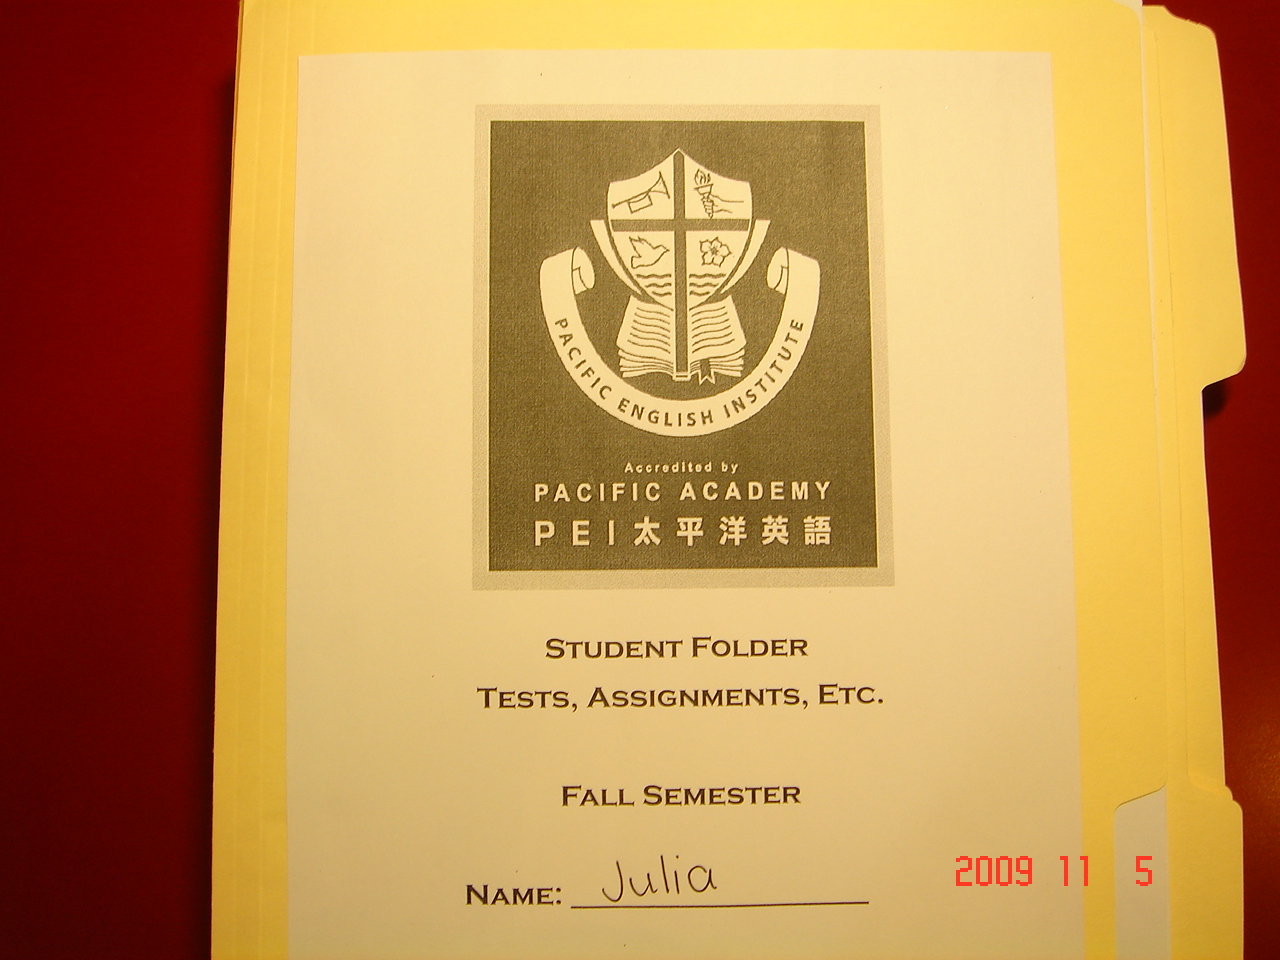 PACIFIC ENGLISH INSTITUTE
Accredited by
PACIFIC ACADEMY
PEI太平洋英語
STUDENT FOLDER
TESTS, ASSIGNMENTS, ETC.
FALL SEMESTER
NAME: Julia
2009 11 5